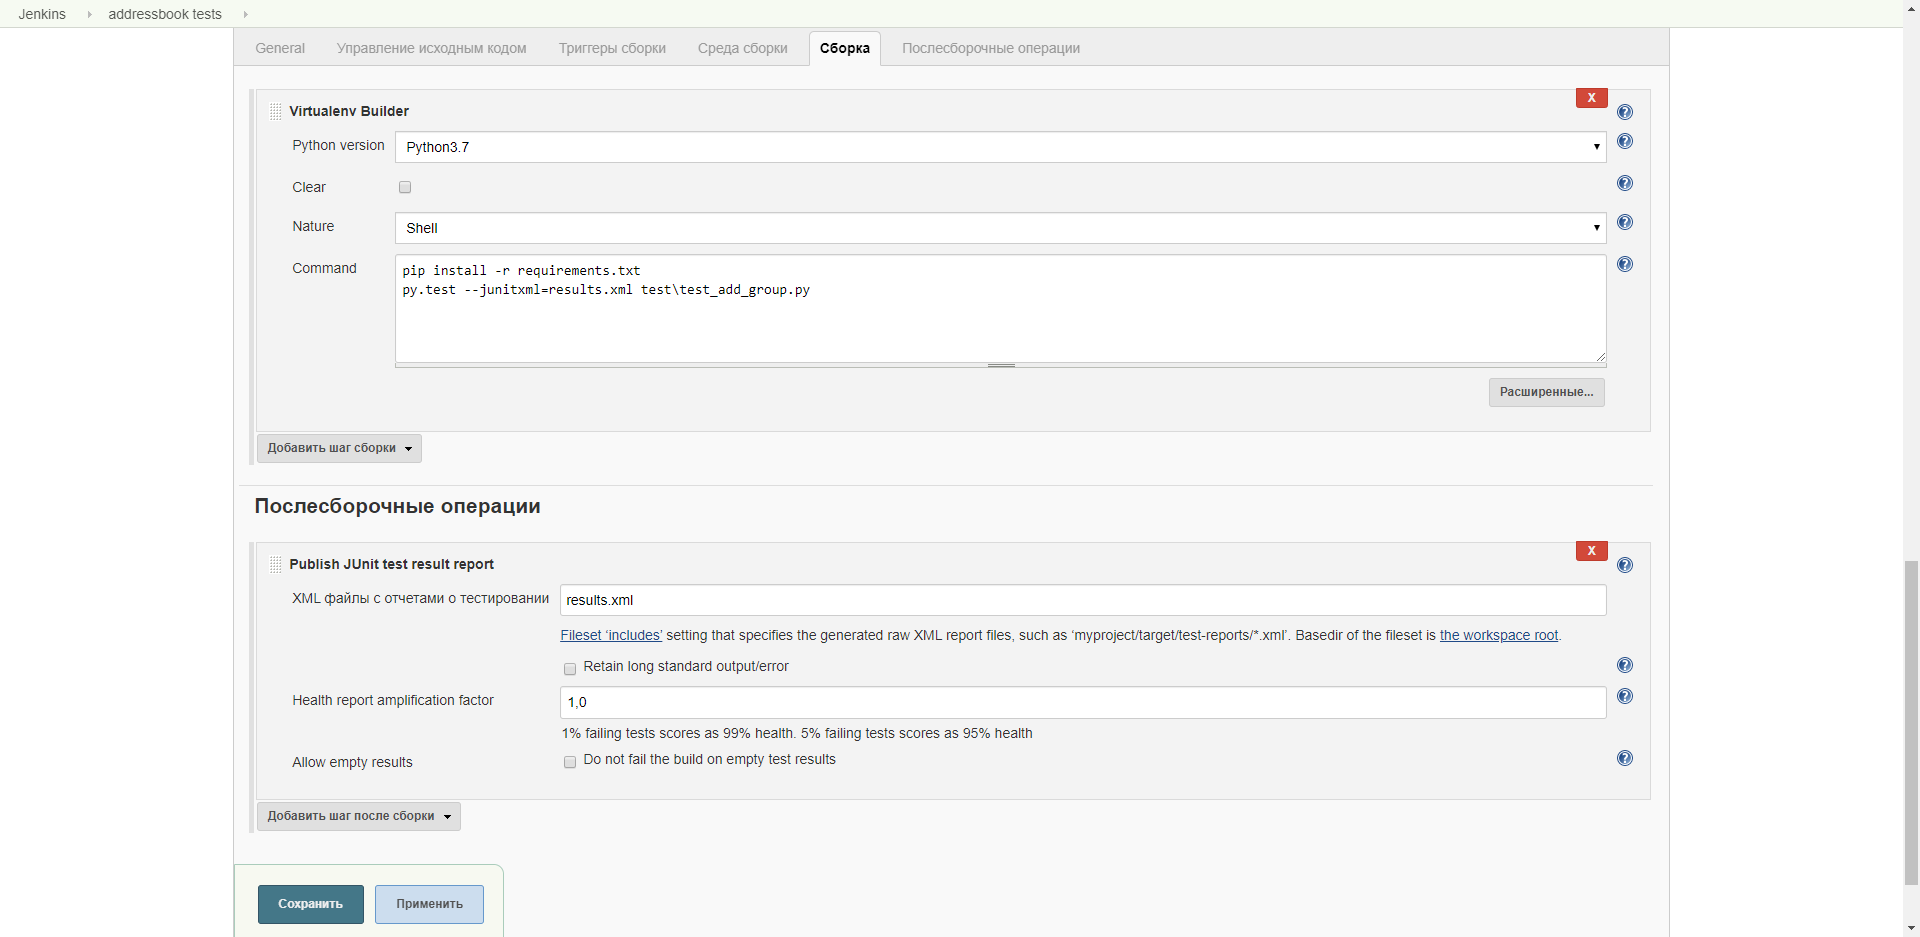 Jenkins addressbook tests
General Управление исходным кодом Триггеры сборки Среда сборки Сборка Послесборочные операции
Virtualenv Builder
X
Python version Python3.7
Clear
Nature Shell
Command
pip install -r requirements.txt
py.test --junitxml=results.xml test\test_add_group.py
Расширенные...
Добавить шаг сборки
Послесборочные операции
Publish JUnit test result report
X
XML файлы с отчетами о тестировании results.xml
Fileset ‘includes’ setting that specifies the generated raw XML report files, such as ‘myproject/target/test-reports/*.xml’. Basedir of the fileset is the workspace root.
Retain long standard output/error
Health report amplification factor 1,0
1% failing tests scores as 99% health. 5% failing tests scores as 95% health
Allow empty results Do not fail the build on empty test results
Добавить шаг после сборки
Сохранить Применить